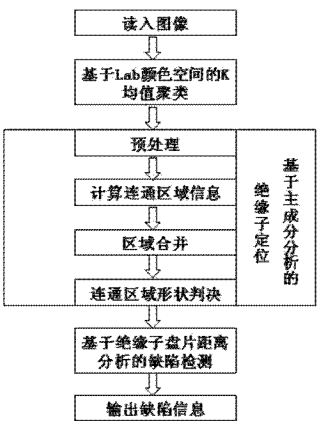 读入图像
基于Lab颜色空间的K
均值聚类
预处理
计算连通区域信息
区域合并
连通区域形状判决
基于主成分分析的
绝缘子定位
基于绝缘子盘片距离
分析的缺陷检测
输出缺陷信息